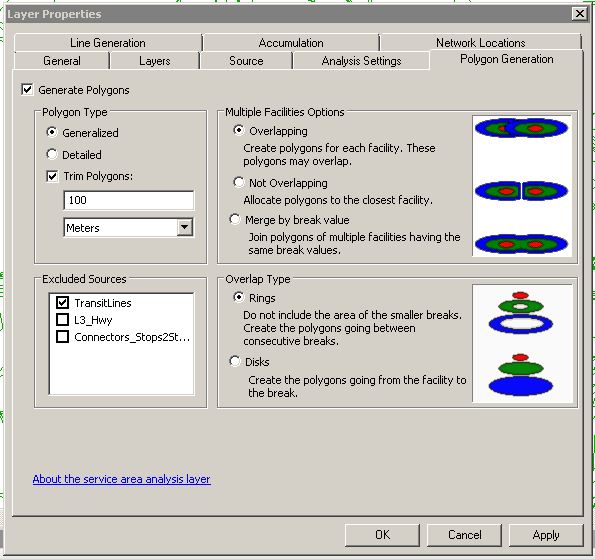 Layer Properties
Line Generation
Accumulation
Network Locations
General
Layers
Source
Analysis Settings
Polygon Generation
Generate Polygons
Polygon Type
Generalized
Detailed
Trim Polygons:
100
Meters
Multiple Facilities Options
Overlapping
Create polygons for each facility. These
polygons may overlap.
Not Overlapping
Allocate polygons to the closest facility.
Merge by break value
Join polygons of multiple facilities having the
same break values.
Excluded Sources
TransitLines
L3_Hwy
Connectors_Stops2St...
Overlap Type
Rings
Do not include the area of the smaller breaks.
Create the polygons going between
consecutive breaks.
Disks
Create the polygons going from the facility to
the break.
About the service area analysis layer
OK
Cancel
Apply